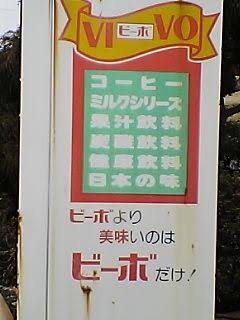 VI ビーボ VO
コーヒー
ミルクシリーズ
果汁飲料
炭酸飲料
健康飲料
日本の味
ビーボより
美味いのは
ビーボだけ!